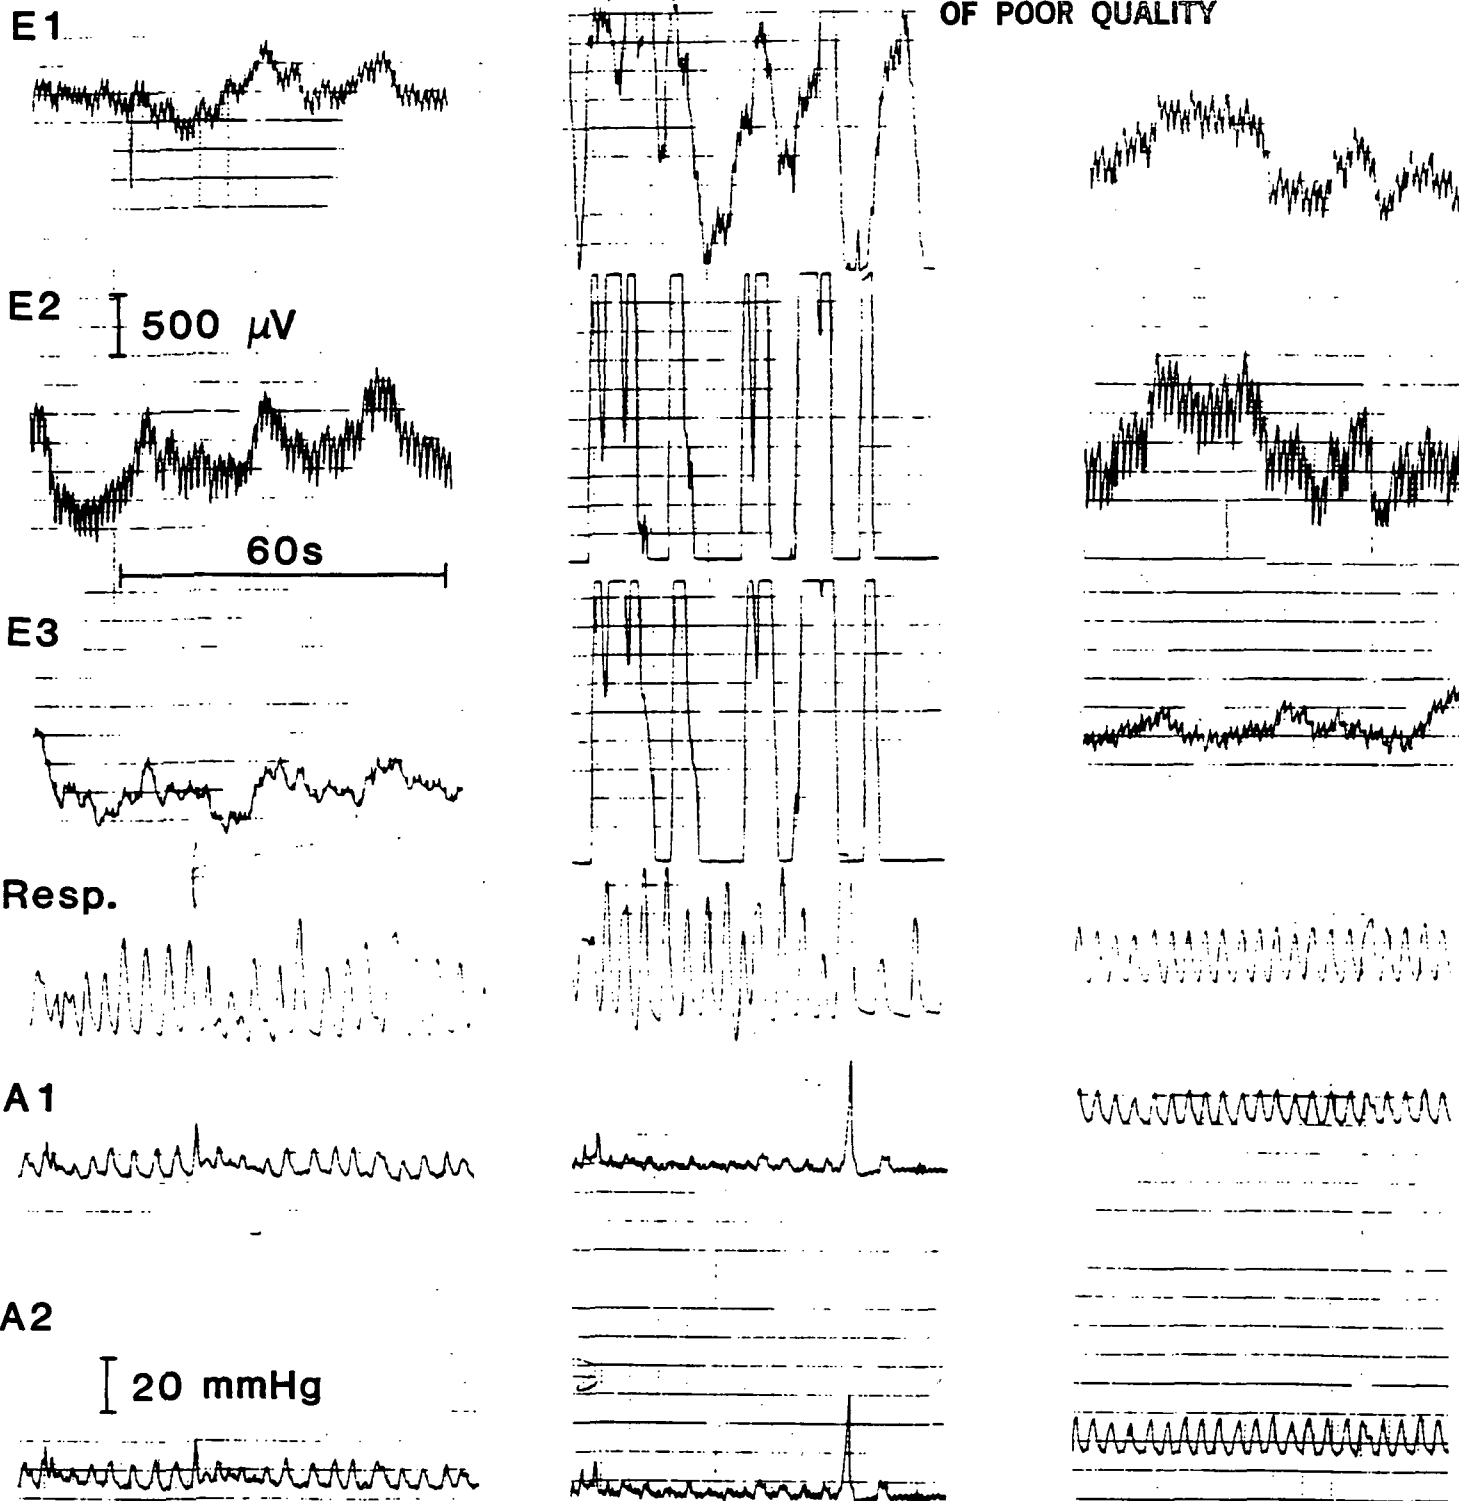 OF POOR QUALITY
E1
E2
500 μV
60s
E3
Resp.
A1
A2
20 mmHg